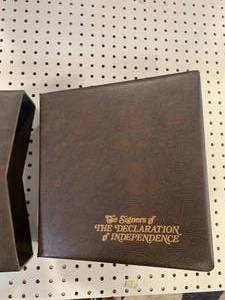 The Signers of
THE DECLARATION
of INDEPENDENCE